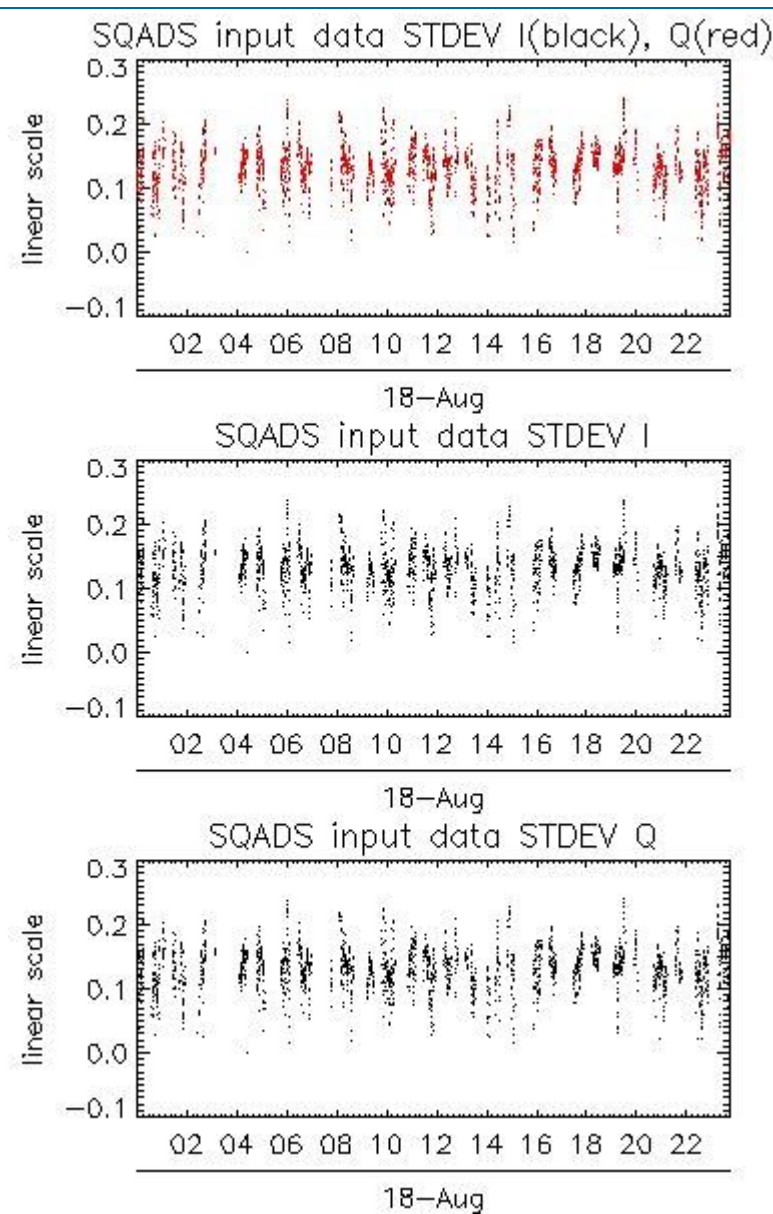 SQADS input data STDEV I(black), Q(red)
0.3
0.2
0.1
0.0
−0.1
linear scale
02 04 06 08 10 12 14 16 18 20 22
18−Aug
SQADS input data STDEV I
0.3
0.2
0.1
0.0
−0.1
linear scale
02 04 06 08 10 12 14 16 18 20 22
18−Aug
SQADS input data STDEV Q
0.3
0.2
0.1
0.0
−0.1
linear scale
02 04 06 08 10 12 14 16 18 20 22
18−Aug